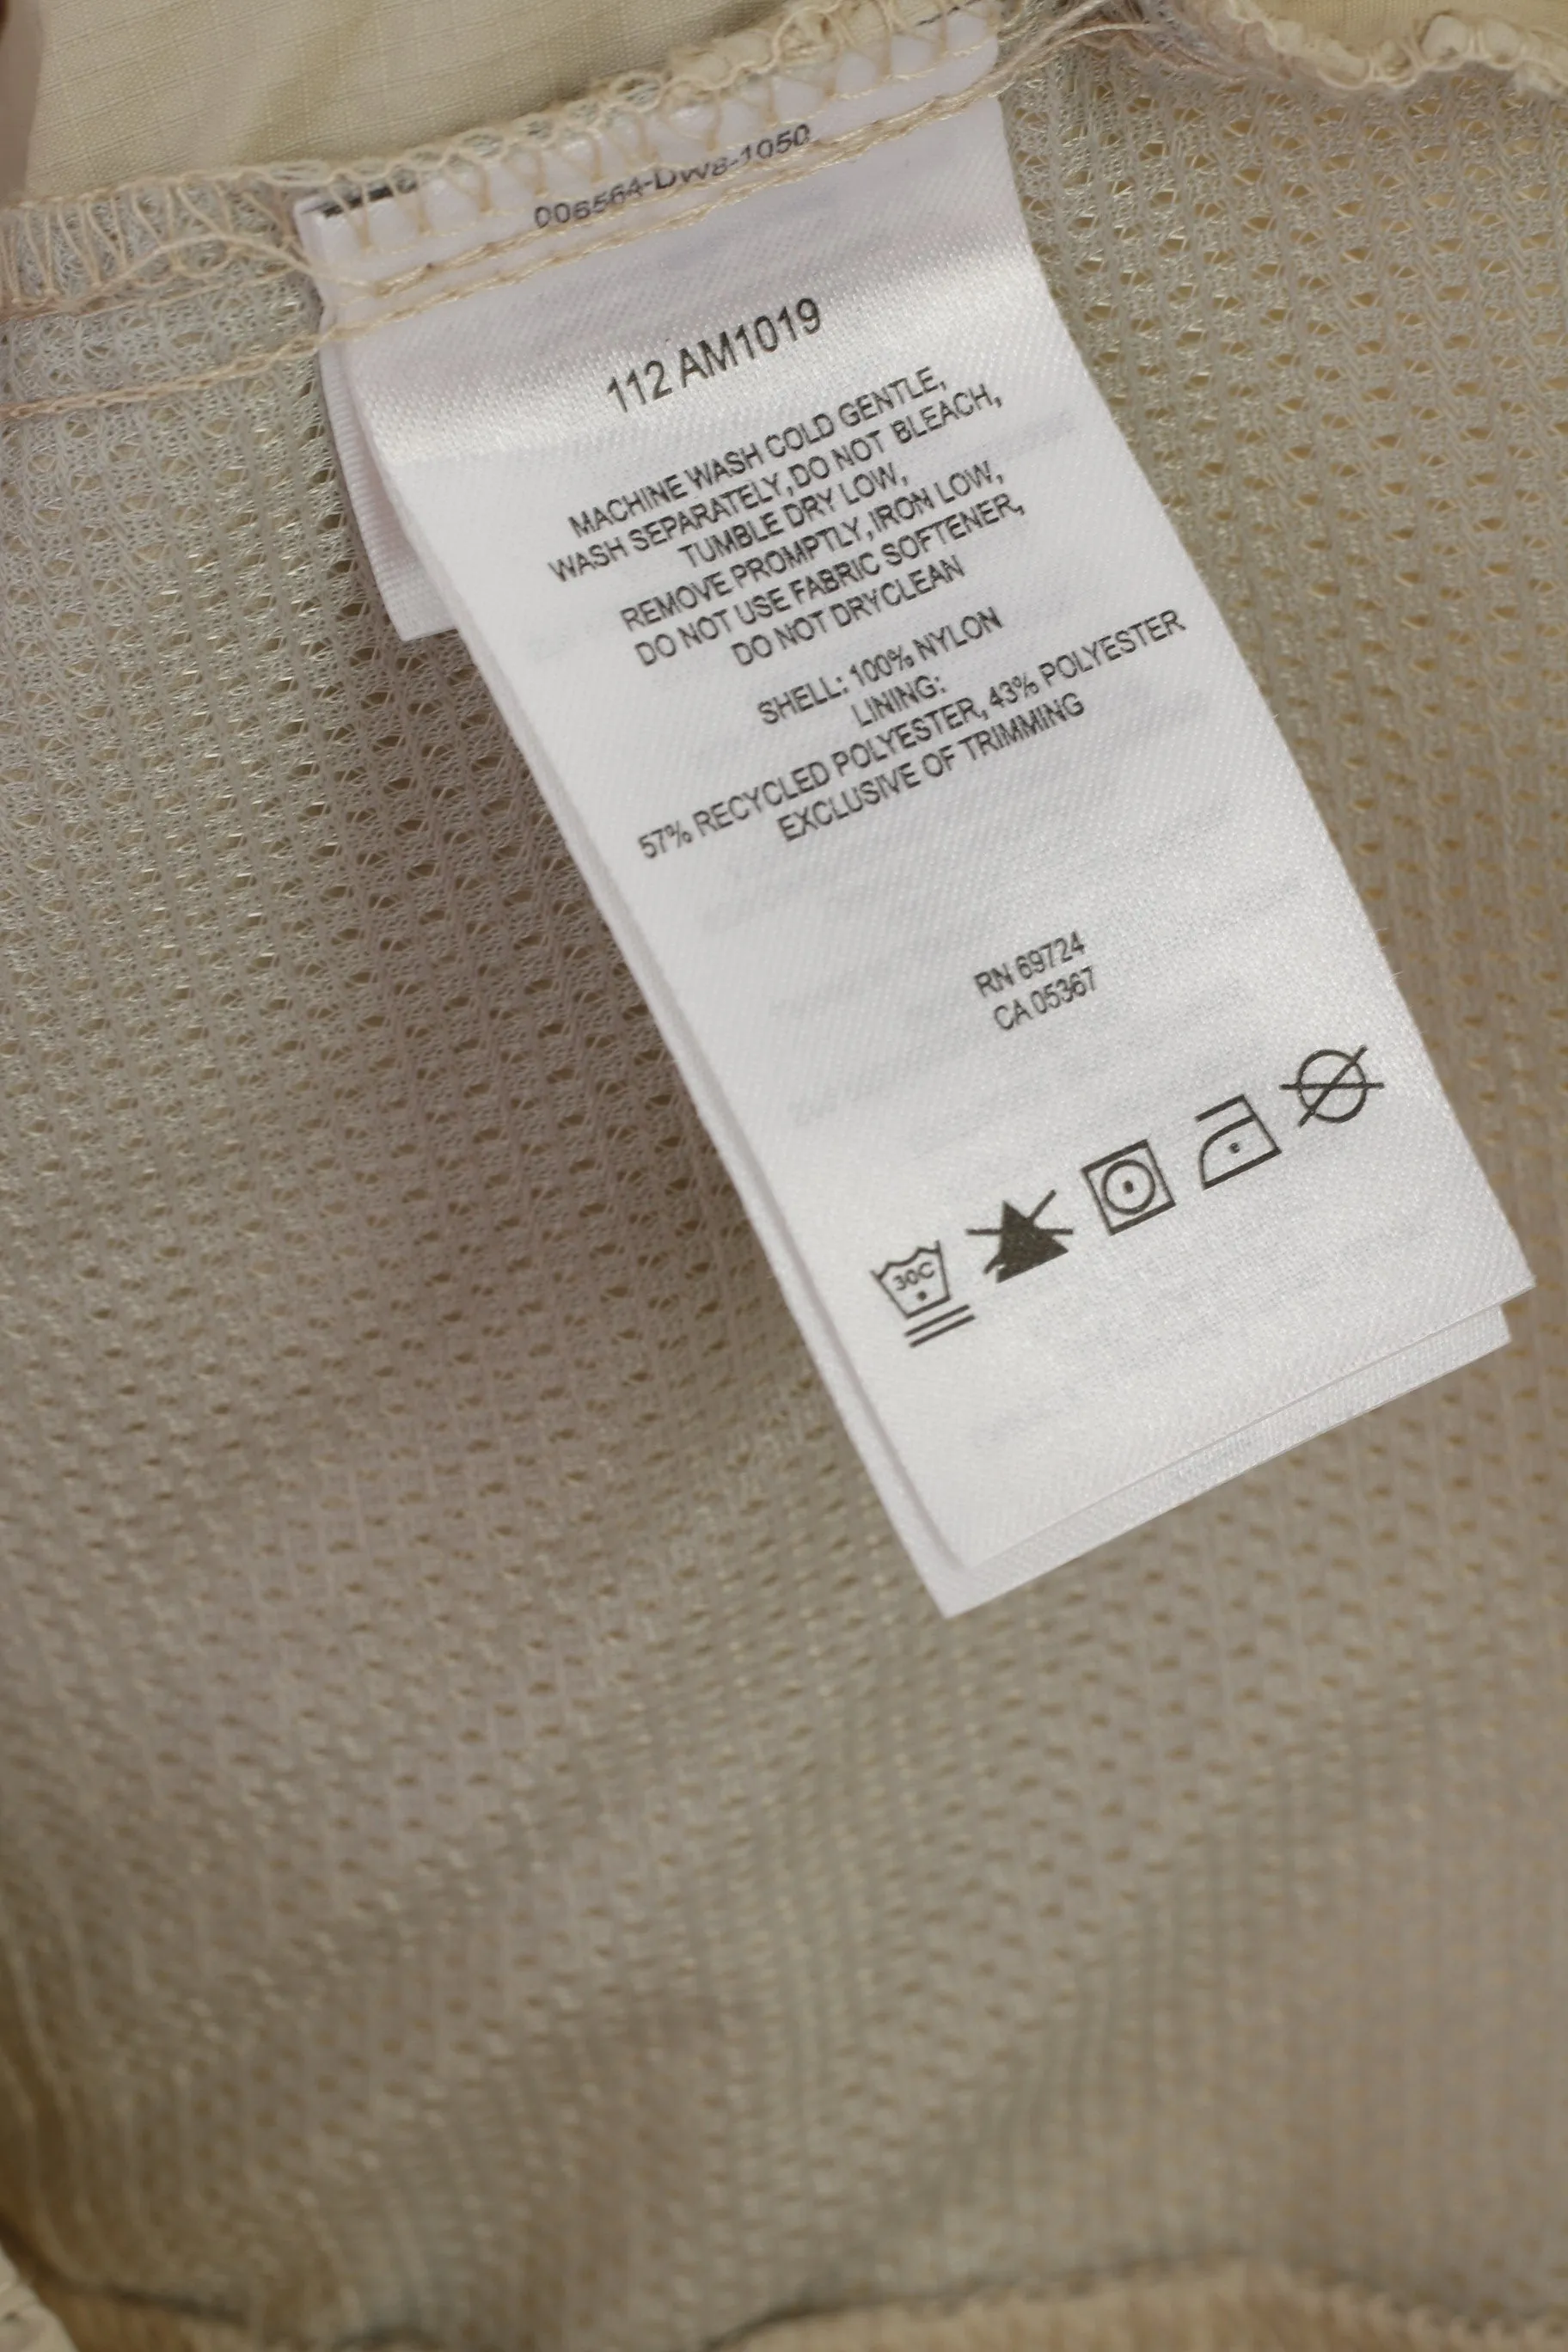 006564-DW8-1050
112 AM1019
MACHINE WASH COLD GENTLE,
WASH SEPARATELY, DO NOT BLEACH,
TUMBLE DRY LOW,
REMOVE PROMPTLY, IRON LOW,
DO NOT USE FABRIC SOFTENER,
DO NOT DRYCLEAN
SHELL: 100% NYLON
LINING:
57% RECYCLED POLYESTER, 43% POLYESTER
EXCLUSIVE OF TRIMMING
RN 69724
CA 05367
30C